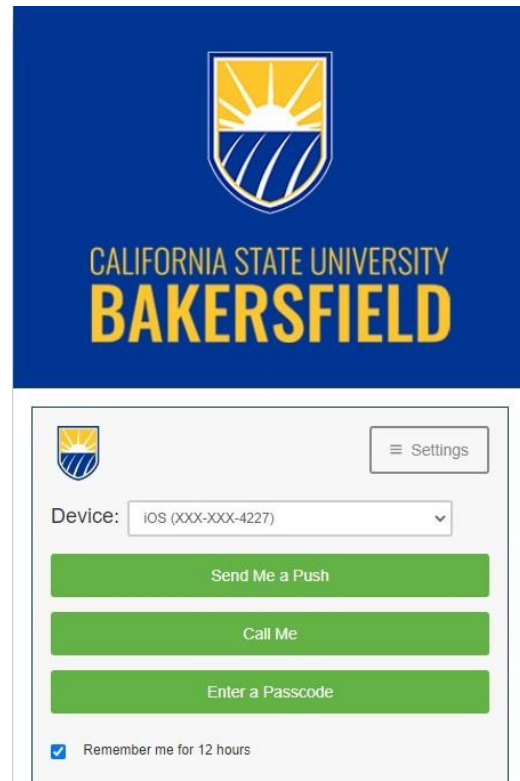 CALIFORNIA STATE UNIVERSITY
BAKERSFIELD
≡ Settings
Device: iOS (XXX-XXX-4227)
Send Me a Push
Call Me
Enter a Passcode
Remember me for 12 hours